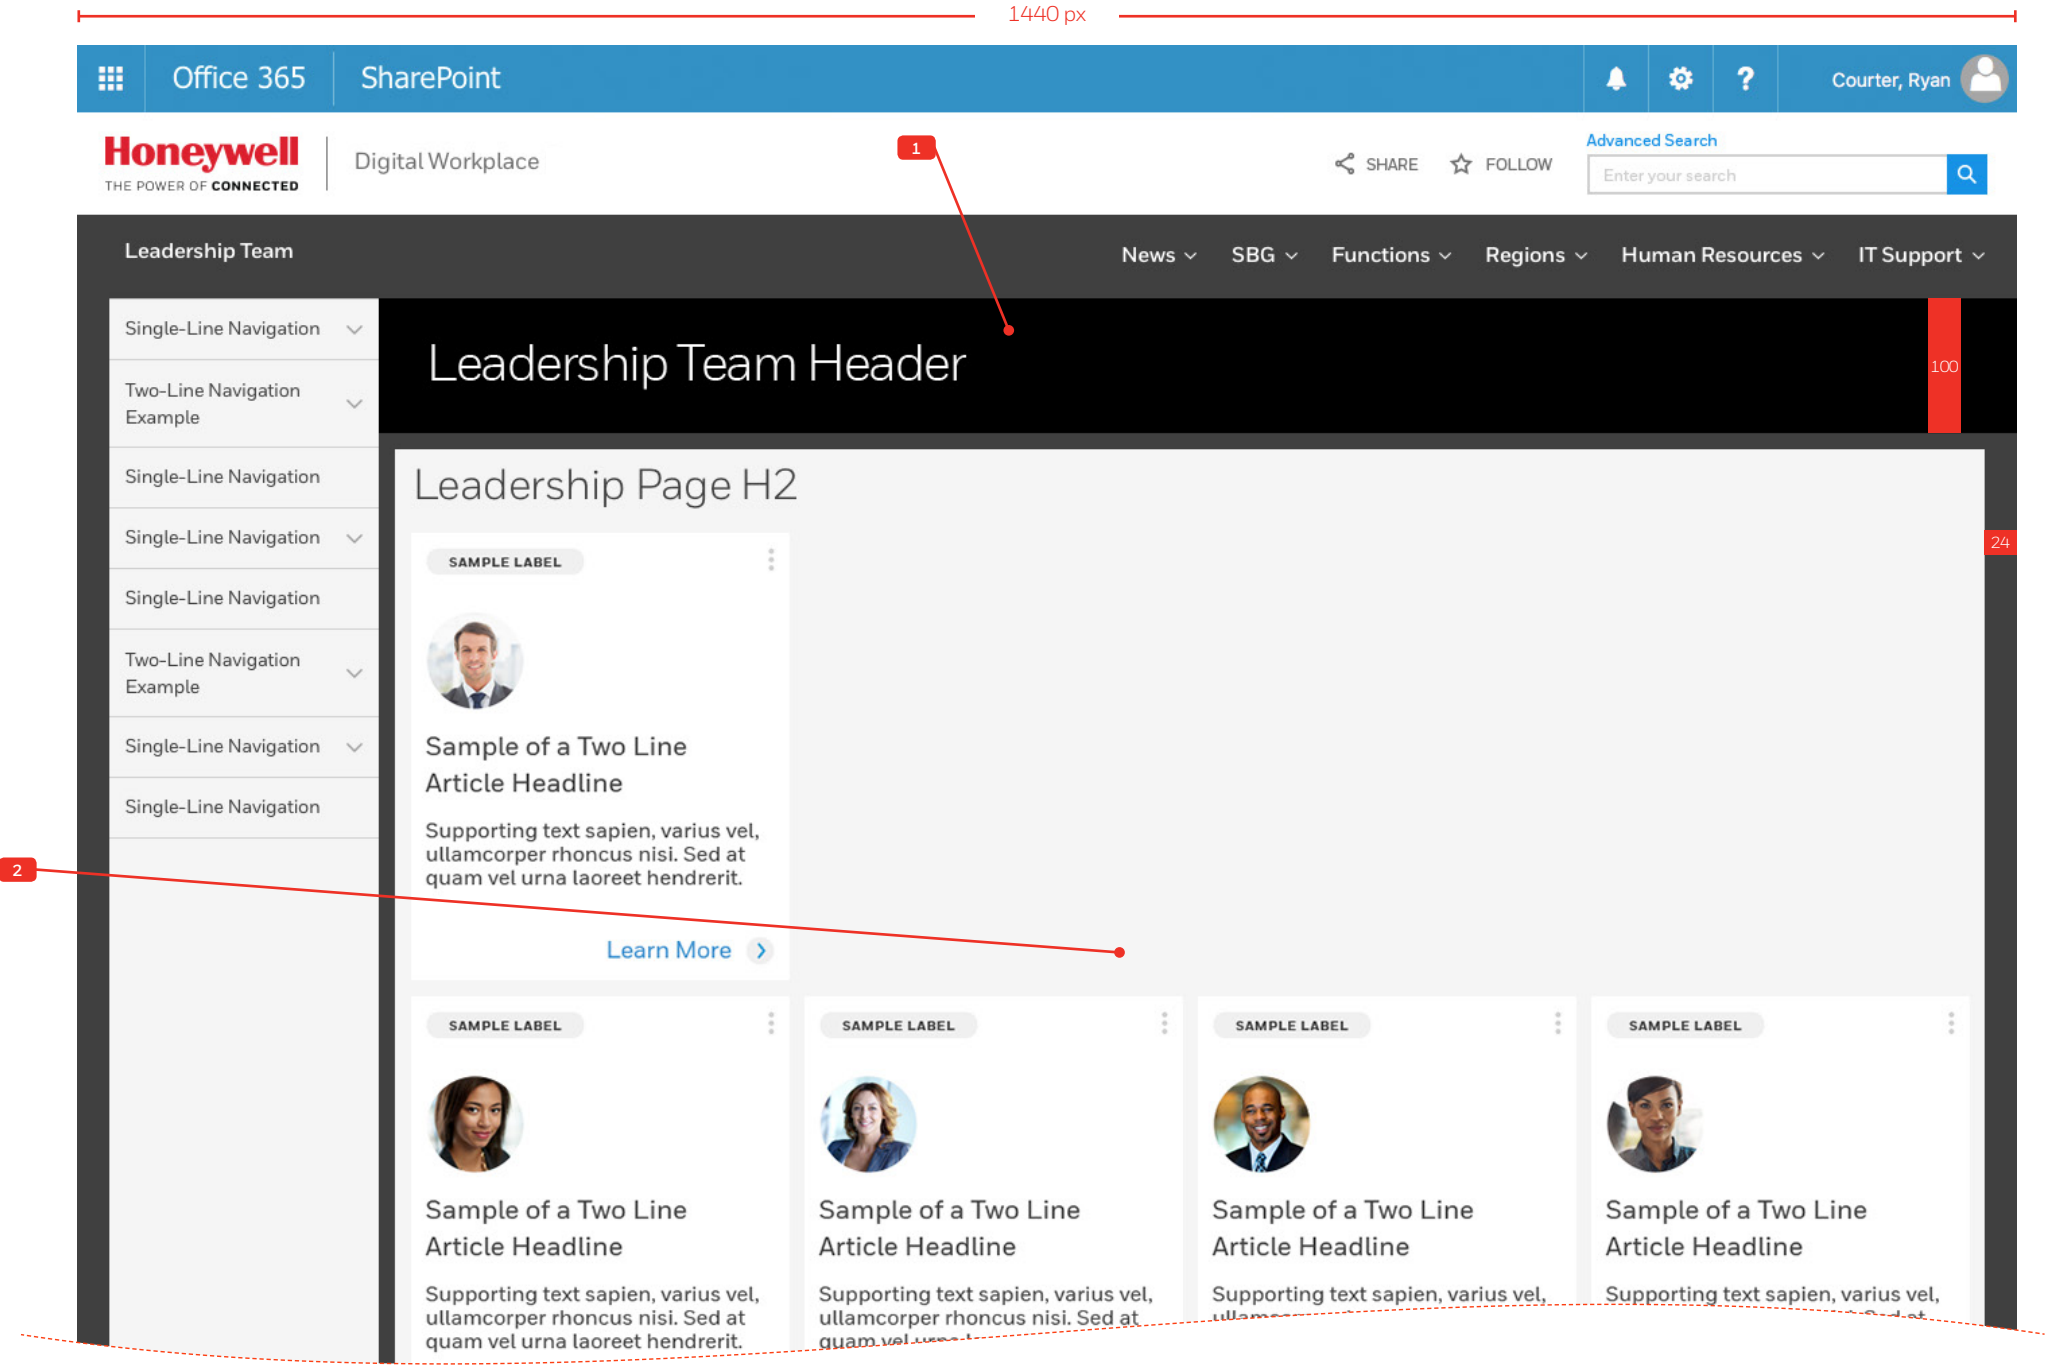 1440 px
Office 365
SharePoint
Courter, Ryan
Honeywell
THE POWER OF CONNECTED
Digital Workplace
1
SHARE
FOLLOW
Advanced Search
Enter your search
Leadership Team
News
SBG
Functions
Regions
Human Resources
IT Support
Single-Line Navigation
Two-Line Navigation
Example
Single-Line Navigation
Single-Line Navigation
Single-Line Navigation
Two-Line Navigation
Example
Single-Line Navigation
Single-Line Navigation
2
Leadership Team Header
100
Leadership Page H2
24
SAMPLE LABEL
Sample of a Two Line
Article Headline
Supporting text sapien, varius vel,
ullamcorper rhoncus nisi. Sed at
quam vel urna laoreet hendrerit.
Learn More
SAMPLE LABEL
Sample of a Two Line
Article Headline
Supporting text sapien, varius vel,
ullamcorper rhoncus nisi. Sed at
quam vel urna laoreet hendrerit.
SAMPLE LABEL
Sample of a Two Line
Article Headline
Supporting text sapien, varius vel,
ullamcorper rhoncus nisi. Sed at
quam vel urna
SAMPLE LABEL
Sample of a Two Line
Article Headline
Supporting text sapien, varius vel,
SAMPLE LABEL
Sample of a Two Line
Article Headline
Supporting text sapien, varius vel,